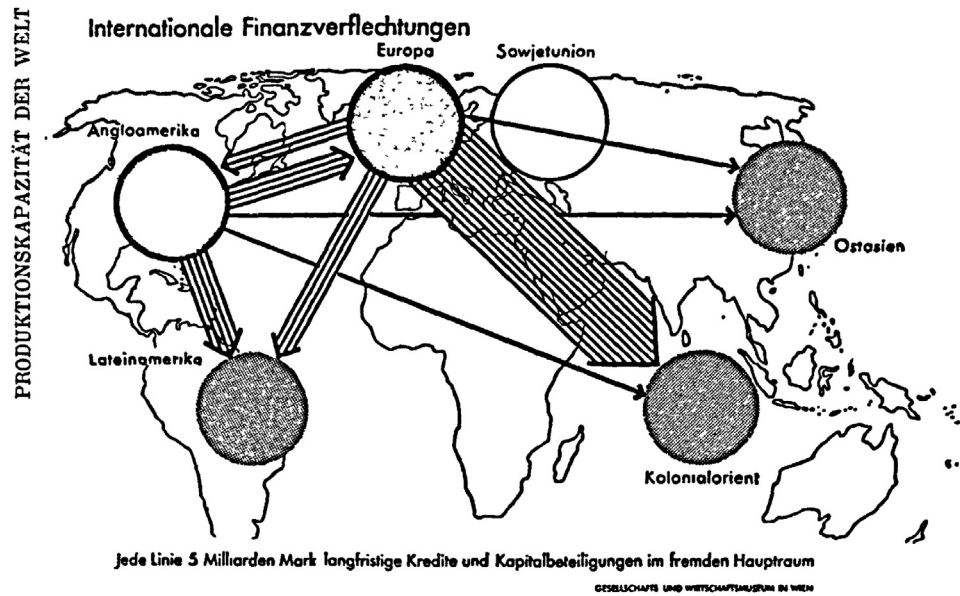 PRODUKTIONSKAPAZITÄT DER WELT
Internationale Finanzverflechtungen
Europa
Sowjetunion
Angloamerika
Ostasien
Lateinamerika
Kolonialorient
Jede Linie 5 Milliarden Mark langfristige Kredite und Kapitalbeteiligungen im fremden Hauptraum
GESELLSCHAFTS UND WIRTSCHAFTSMUSEUM IN WIEN